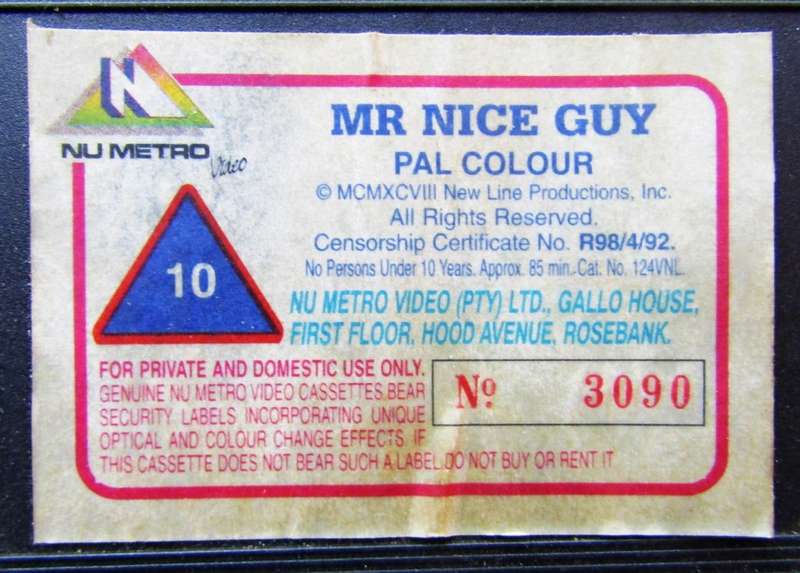 N
NU METRO
Video
MR NICE GUY
PAL COLOUR
© MCMXCVIII New Line Productions, Inc.
All Rights Reserved.
Censorship Certificate No. R98/4/92.
No Persons Under 10 Years. Approx. 85 min. Cat. No. 124VNL.
10
NU METRO VIDEO (PTY) LTD., GALLO HOUSE,
FIRST FLOOR, HOOD AVENUE, ROSEBANK.
FOR PRIVATE AND DOMESTIC USE ONLY.
GENUINE NU METRO VIDEO CASSETTES BEAR
SECURITY LABELS INCORPORATING UNIQUE
OPTICAL AND COLOUR CHANGE EFFECTS. IF
THIS CASSETTE DOES NOT BEAR SUCH A LABEL DO NOT BUY OR RENT IT
Nº 3090